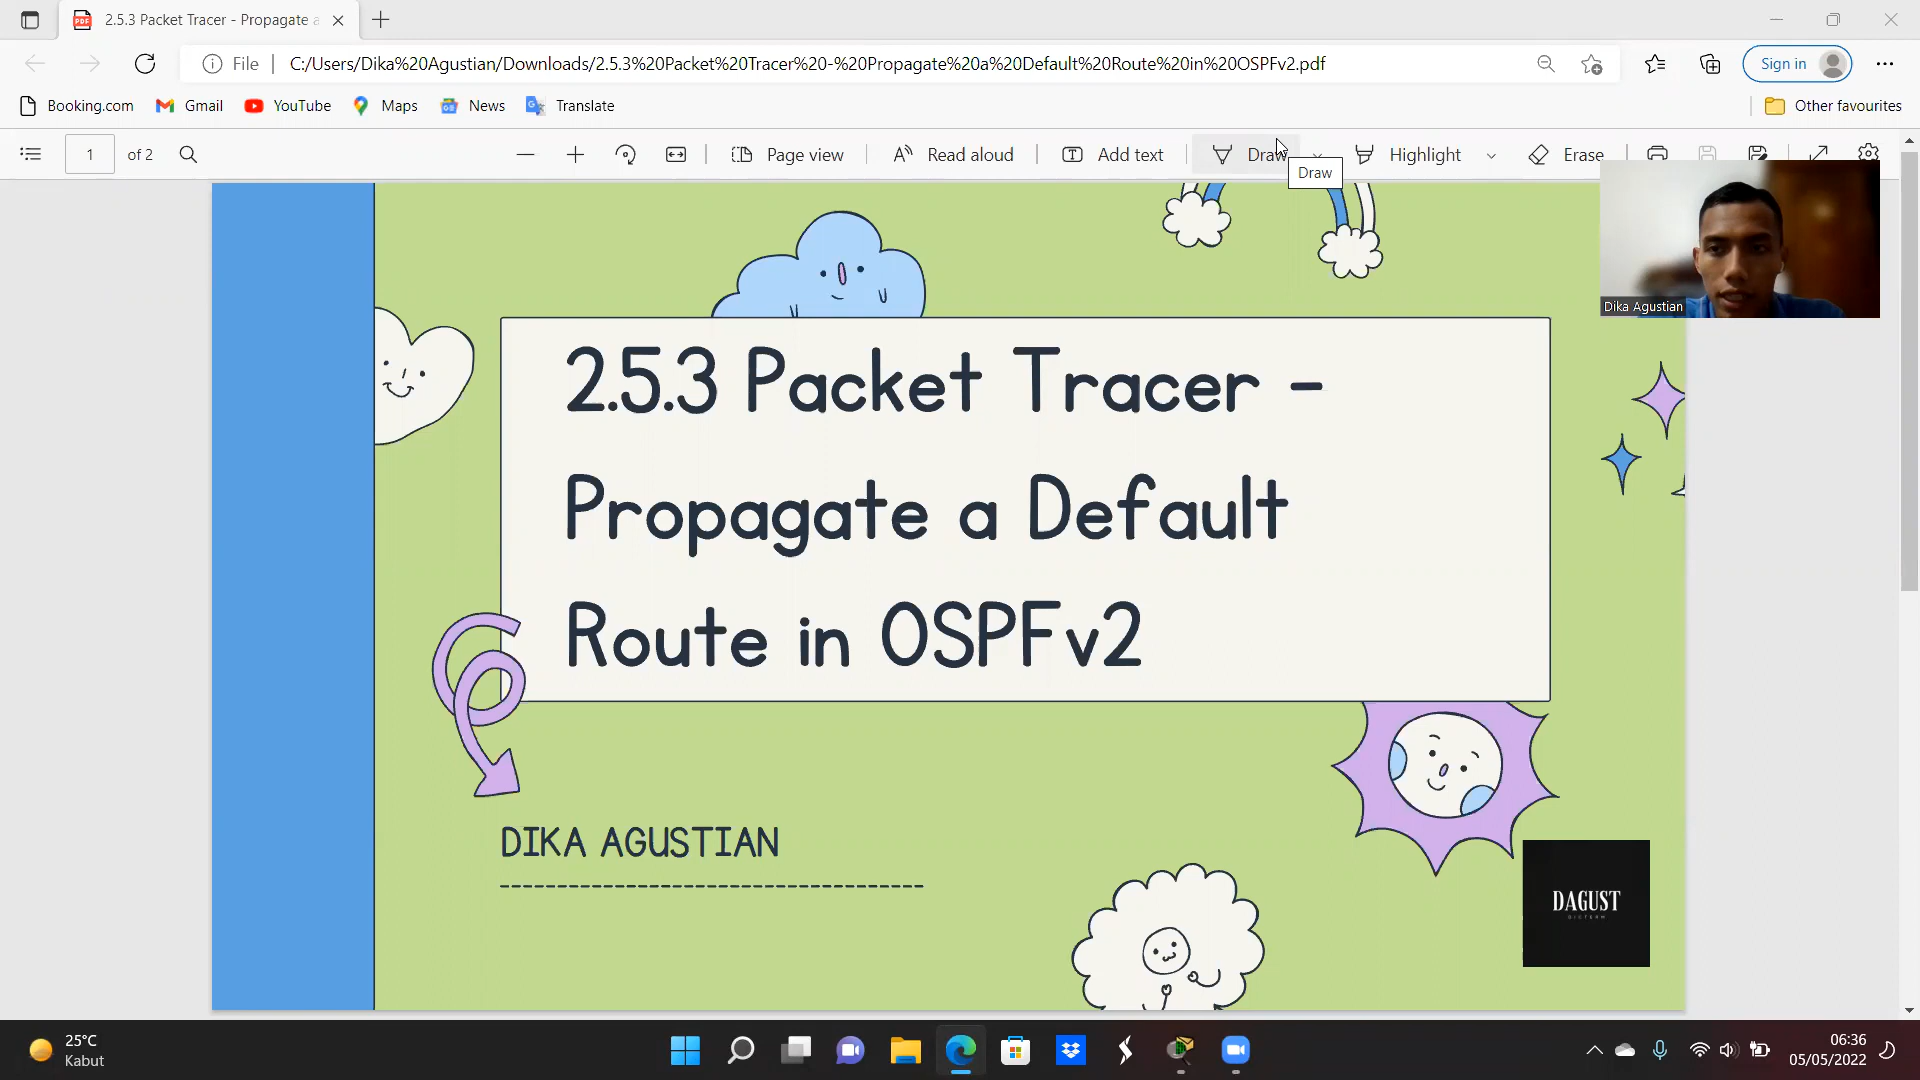 2.5.3 Packet Tracer - Propagate a
File
C:/Users/Dika%20Agustian/Downloads/2.5.3%20Packet%20Tracer%20-%20Propagate%20a%20Default%20Route%20in%20OSPFv2.pdf
Sign in
Booking.com
Gmail
YouTube
Maps
News
Translate
Other favourites
1 of 2
Page view
Read aloud
Add text
Draw
Highlight
Erase
Draw
Dika Agustian
2.5.3 Packet Tracer -
Propagate a Default
Route in OSPFv2
DIKA AGUSTIAN
DAGUST
25°C
Kabut
06:36
05/05/2022